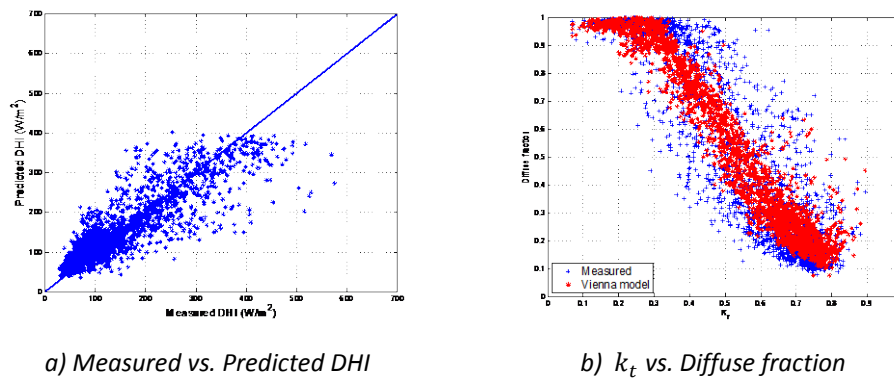 700
600
500
400
300
200
100
0
Predicted DHI (W/m²)
0 100 200 300 400 500 600 700
Measured DHI (W/m²)
a) Measured vs. Predicted DHI
1
0.9
0.8
0.7
0.6
0.5
0.4
0.3
0.2
0.1
0
Diffuse fraction
Measured
Vienna model
0 0.1 0.2 0.3 0.4 0.5 0.6 0.7 0.8 0.9
b) kₜ vs. Diffuse fraction